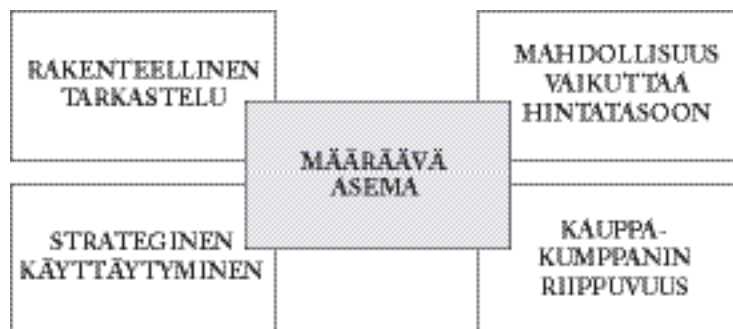 RAKENTEELLINEN
TARKASTELU
MAHDOLLISUUS
VAIKUTTAA
HINTATASOON
MÄÄRÄÄVÄ
ASEMA
STRATEGINEN
KÄYTTÄYTYMINEN
KAUPPA-
KUMPPANIN
RIIPPUVUUS